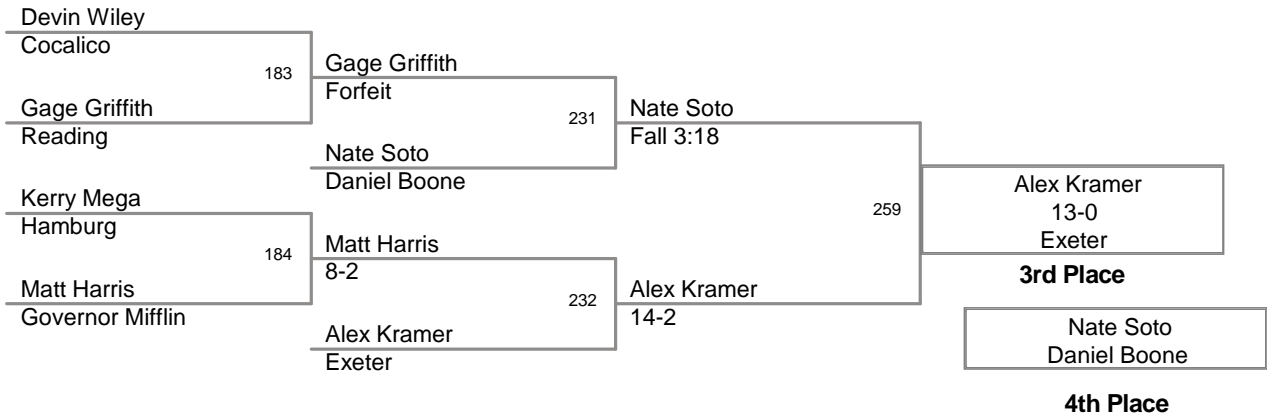 Devin Wiley
Cocalico
183
Gage Griffith
Reading
Kerry Mega
Hamburg
184
Matt Harris
Governor Mifflin
Gage Griffith
Forfeit
231
Nate Soto
Daniel Boone
Matt Harris
8-2
232
Alex Kramer
Exeter
Nate Soto
Fall 3:18
259
Alex Kramer
14-2
Alex Kramer
13-0
Exeter
3rd Place
Nate Soto
Daniel Boone
4th Place